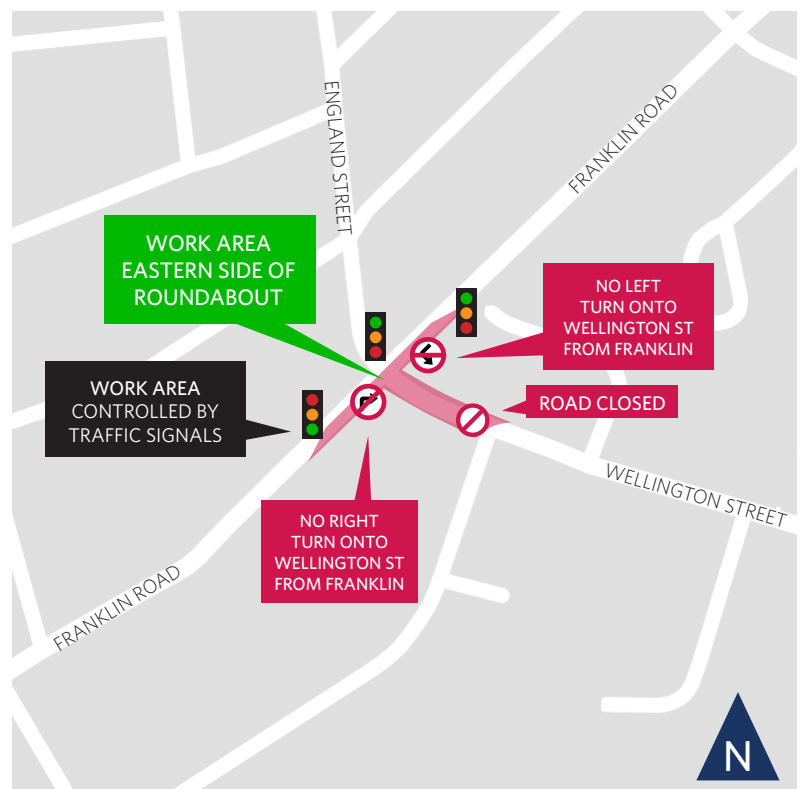 ENGLAND STREET
FRANKLIN ROAD
WORK AREA
EASTERN SIDE OF
ROUNDABOUT
NO LEFT
TURN ONTO
WELLINGTON ST
FROM FRANKLIN
WORK AREA
CONTROLLED BY
TRAFFIC SIGNALS
ROAD CLOSED
WELLINGTON STREET
NO RIGHT
TURN ONTO
WELLINGTON ST
FROM FRANKLIN
FRANKLIN ROAD
N